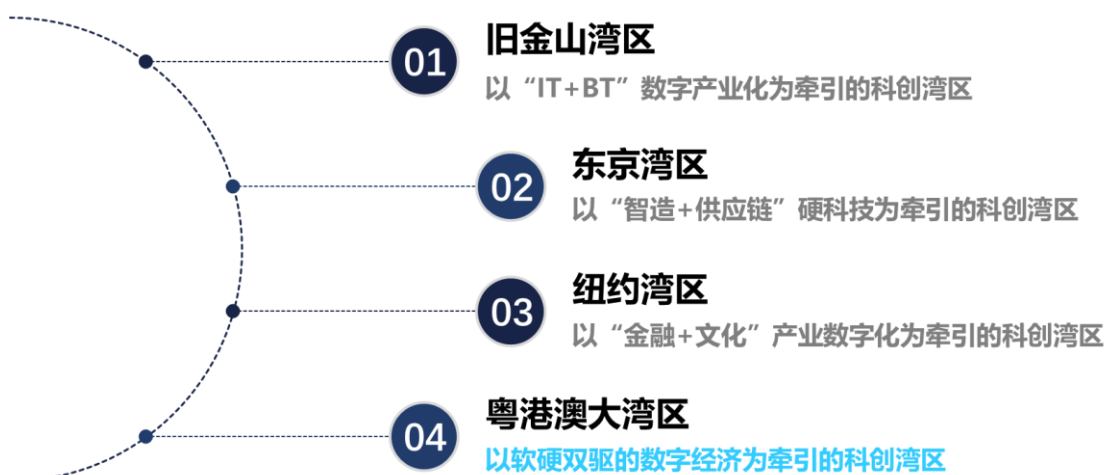 01
旧金山湾区
以“IT+BT”数字产业化为牵引的科创湾区
02
东京湾区
以“智造+供应链”硬科技为牵引的科创湾区
03
纽约湾区
以“金融+文化”产业数字化为牵引的科创湾区
04
粤港澳大湾区
以软硬双驱的数字经济为牵引的科创湾区